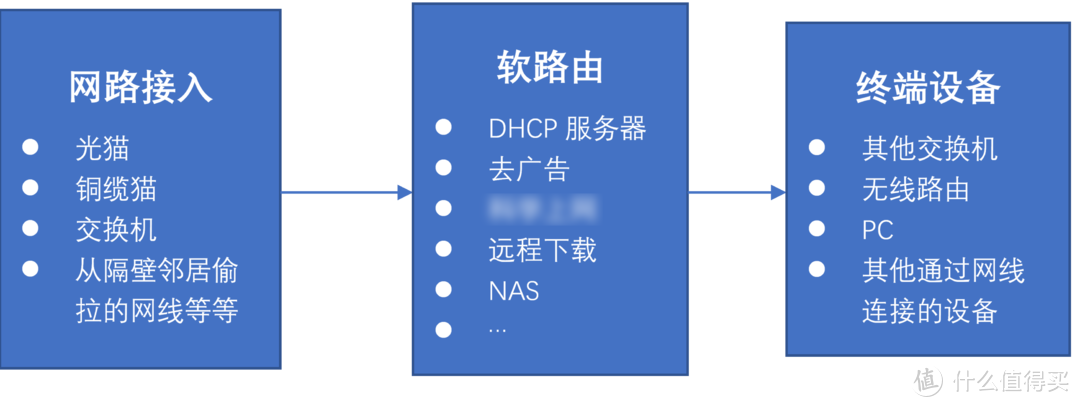 网路接入
光猫
铜缆猫
交换机
从隔壁邻居偷
拉的网线等等
软路由
DHCP 服务器
去广告
远程下载
NAS
...
终端设备
其他交换机
无线路由
PC
其他通过网线
连接的设备
值 什么值得买